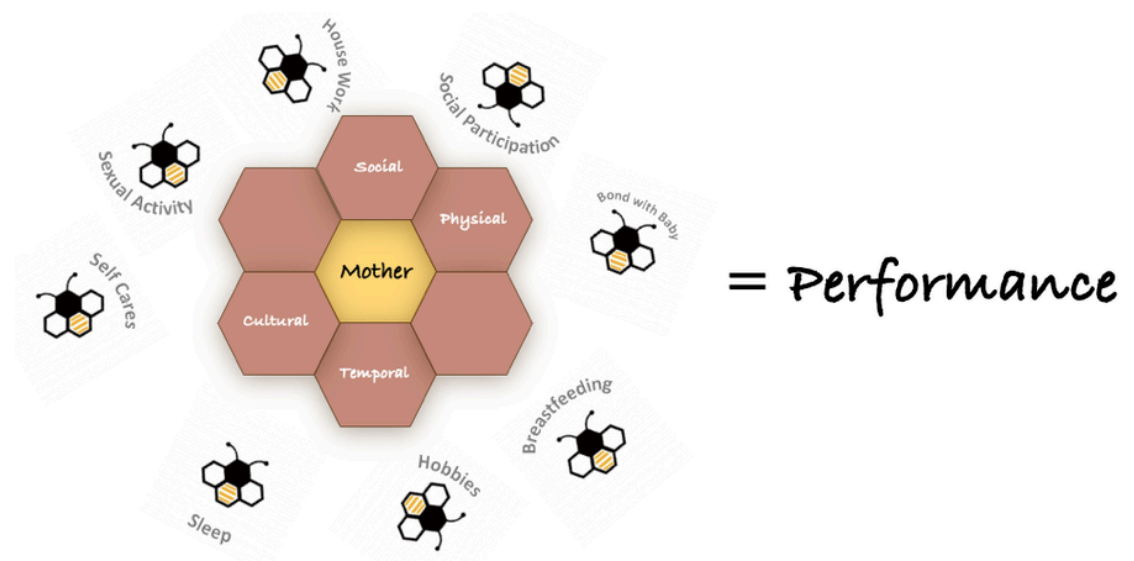 House Work
Social Participation
Sexual Activity
Bond with Baby
Self Cares
Social
Physical
Mother
Cultural
Temporal
= Performance
Breastfeeding
Hobbies
Sleep